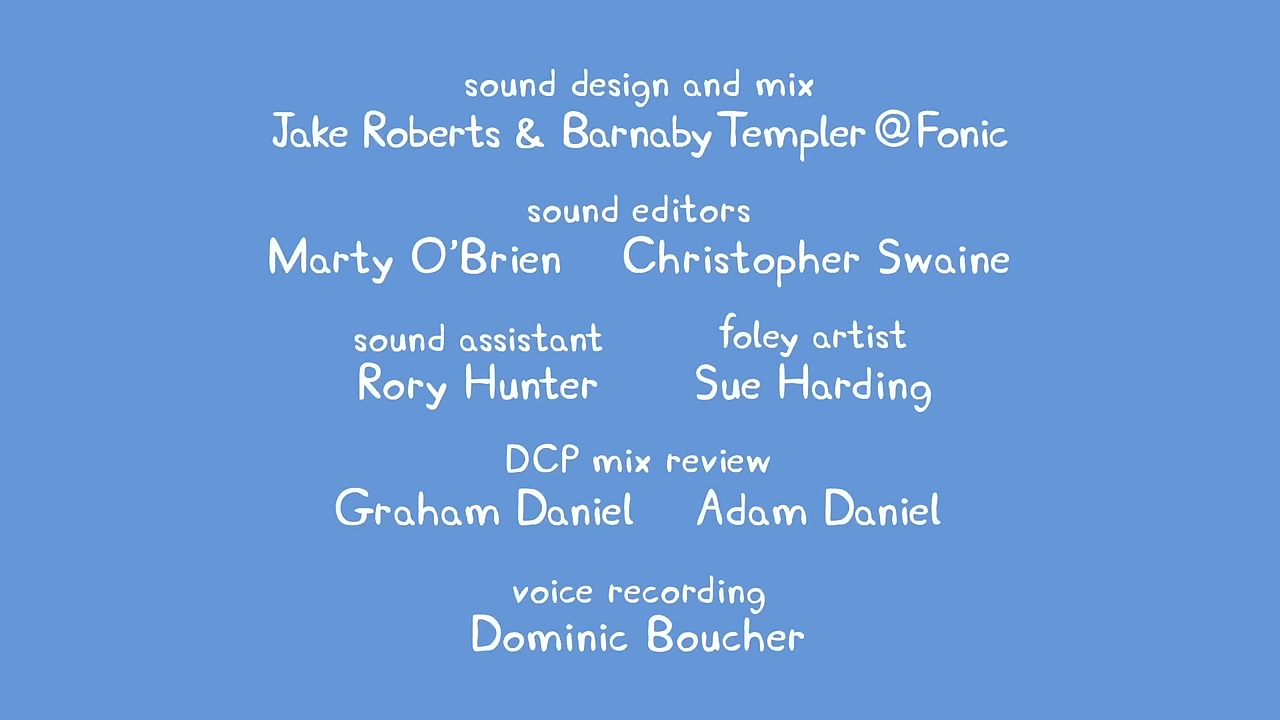 sound design and mix
Jake Roberts & Barnaby Templer @ Fonic
sound editors
Marty O'Brien Christopher Swaine
sound assistant foley artist
Rory Hunter Sue Harding
DCP mix review
Graham Daniel Adam Daniel
voice recording
Dominic Boucher